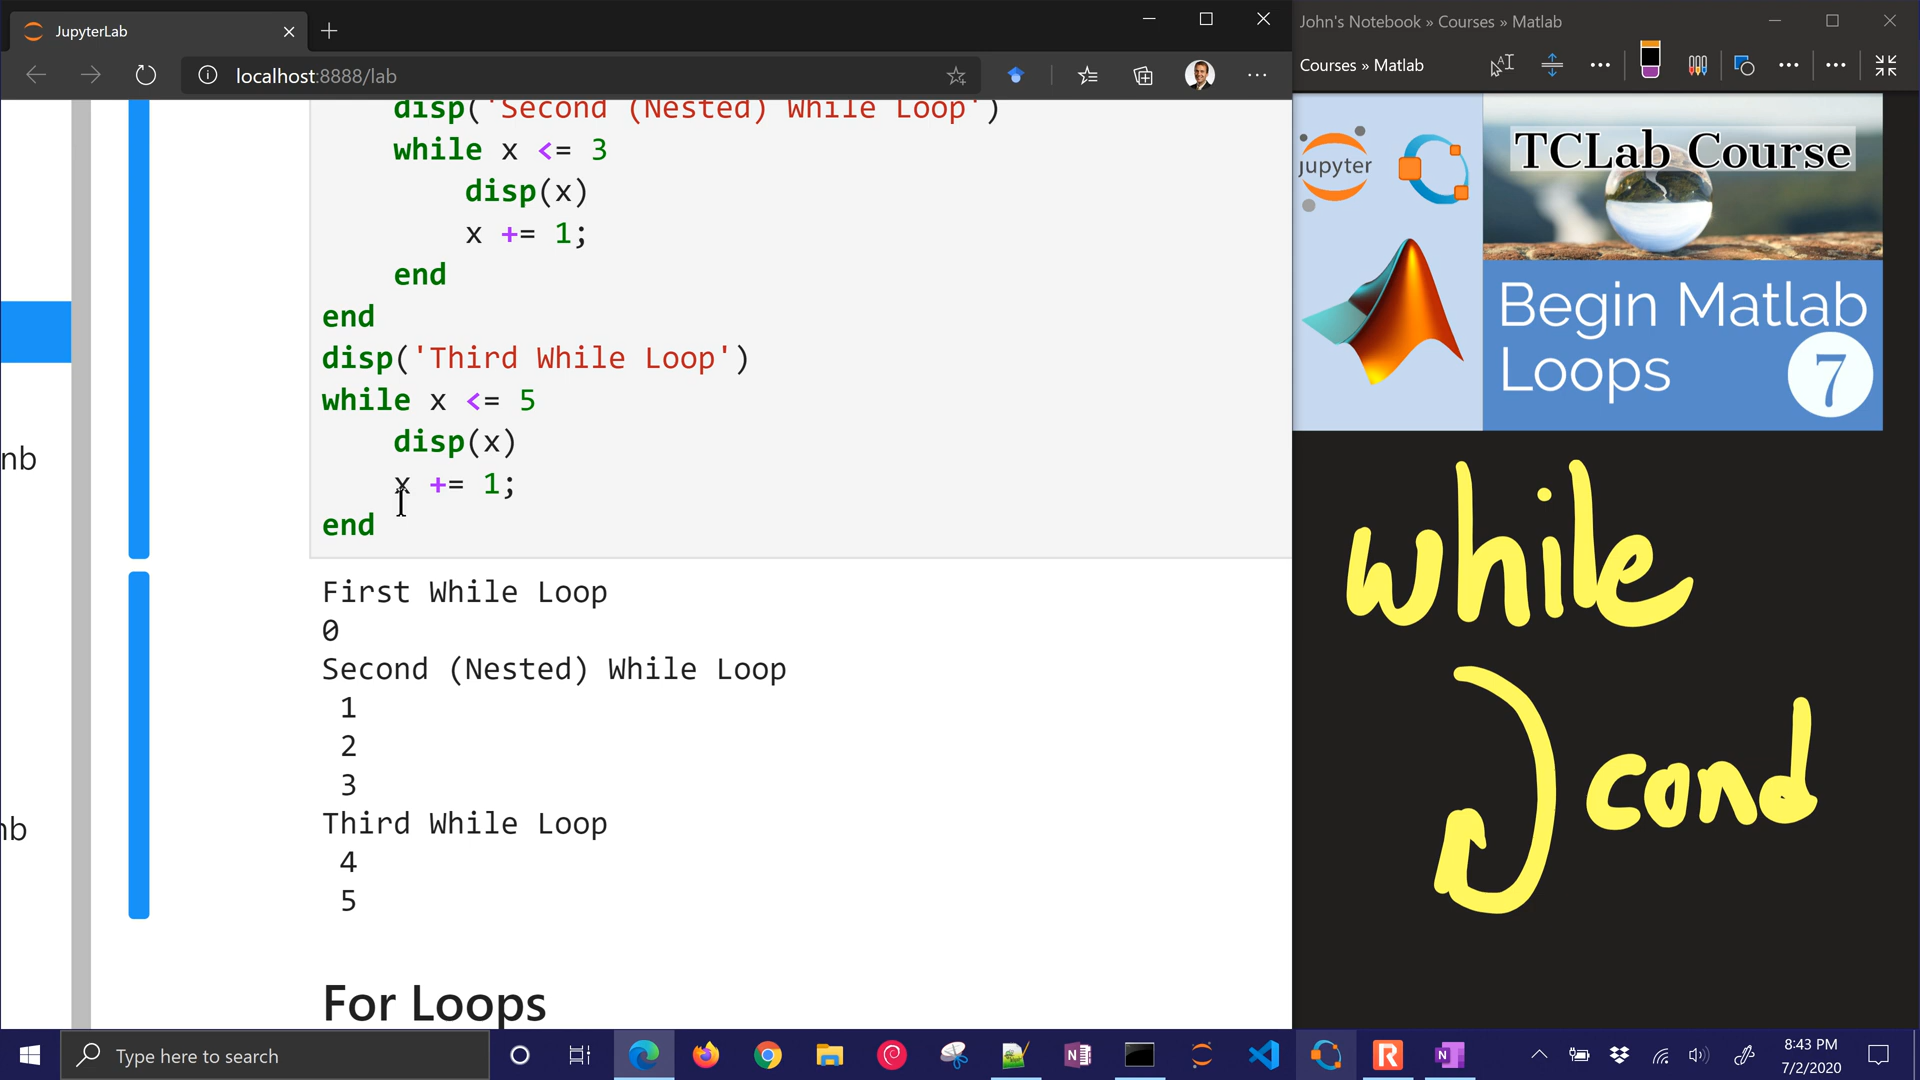 JupyterLab
localhost:8888/lab
disp('Second (Nested) While Loop')
while x <= 3
disp(x)
x += 1;
end
end
disp('Third While Loop')
while x <= 5
disp(x)
x += 1;
end
First While Loop
0
Second (Nested) While Loop
1
2
3
Third While Loop
4
5
For Loops
nb
nb
John's Notebook » Courses » Matlab
Courses » Matlab
jupyter
TCLab Course
Begin Matlab
Loops
7
while
cond
Type here to search
8:43 PM
7/2/2020